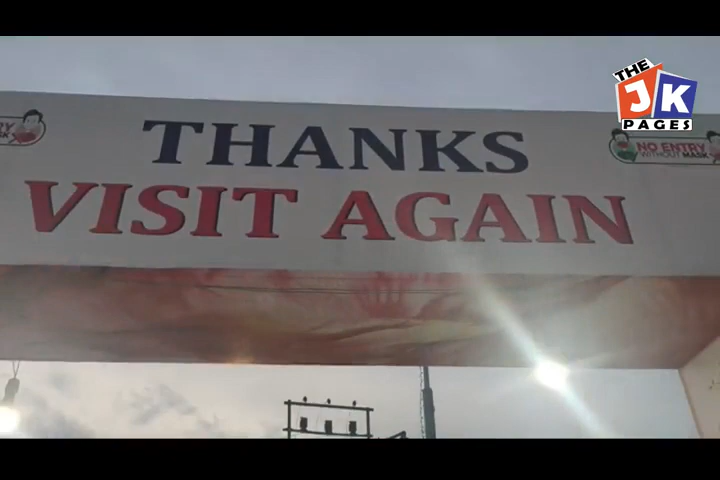 THE
JK
PAGES
THANKS
VISIT AGAIN
NO ENTRY
WITHOUT MASK